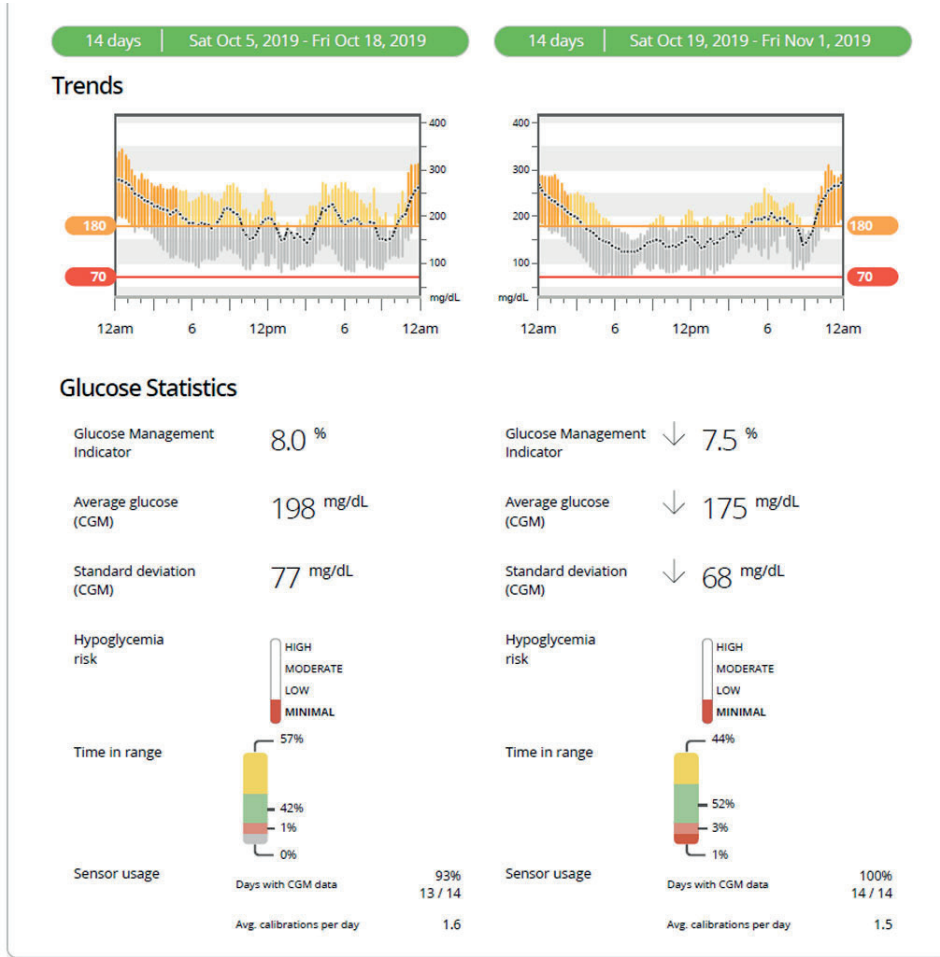 14 days Sat Oct 5, 2019 - Fri Oct 18, 2019
14 days Sat Oct 19, 2019 - Fri Nov 1, 2019
Trends
400
300
200
100
mg/dL
180
70
12am 6 12pm 6 12am
400
300
200
100
mg/dL
180
70
12am 6 12pm 6 12am
Glucose Statistics
Glucose Management
Indicator
8.0 %
Glucose Management
Indicator
7.5 %
Average glucose
(CGM)
198 mg/dL
Average glucose
(CGM)
175 mg/dL
Standard deviation
(CGM)
77 mg/dL
Standard deviation
(CGM)
68 mg/dL
Hypoglycemia
risk
HIGH
MODERATE
LOW
MINIMAL
Hypoglycemia
risk
HIGH
MODERATE
LOW
MINIMAL
Time in range
57%
42%
1%
0%
Time in range
44%
52%
3%
1%
Sensor usage
Days with CGM data
93%
13 / 14
Avg. calibrations per day 1.6
Sensor usage
Days with CGM data
100%
14 / 14
Avg. calibrations per day 1.5